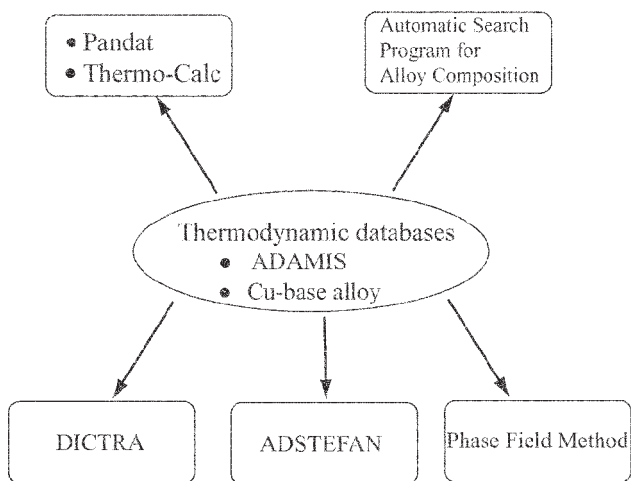 • Pandat
• Thermo-Calc
Automatic Search
Program for
Alloy Composition
Thermodynamic databases
• ADAMIS
• Cu-base alloy
DICTRA
ADSTEFAN
Phase Field Method